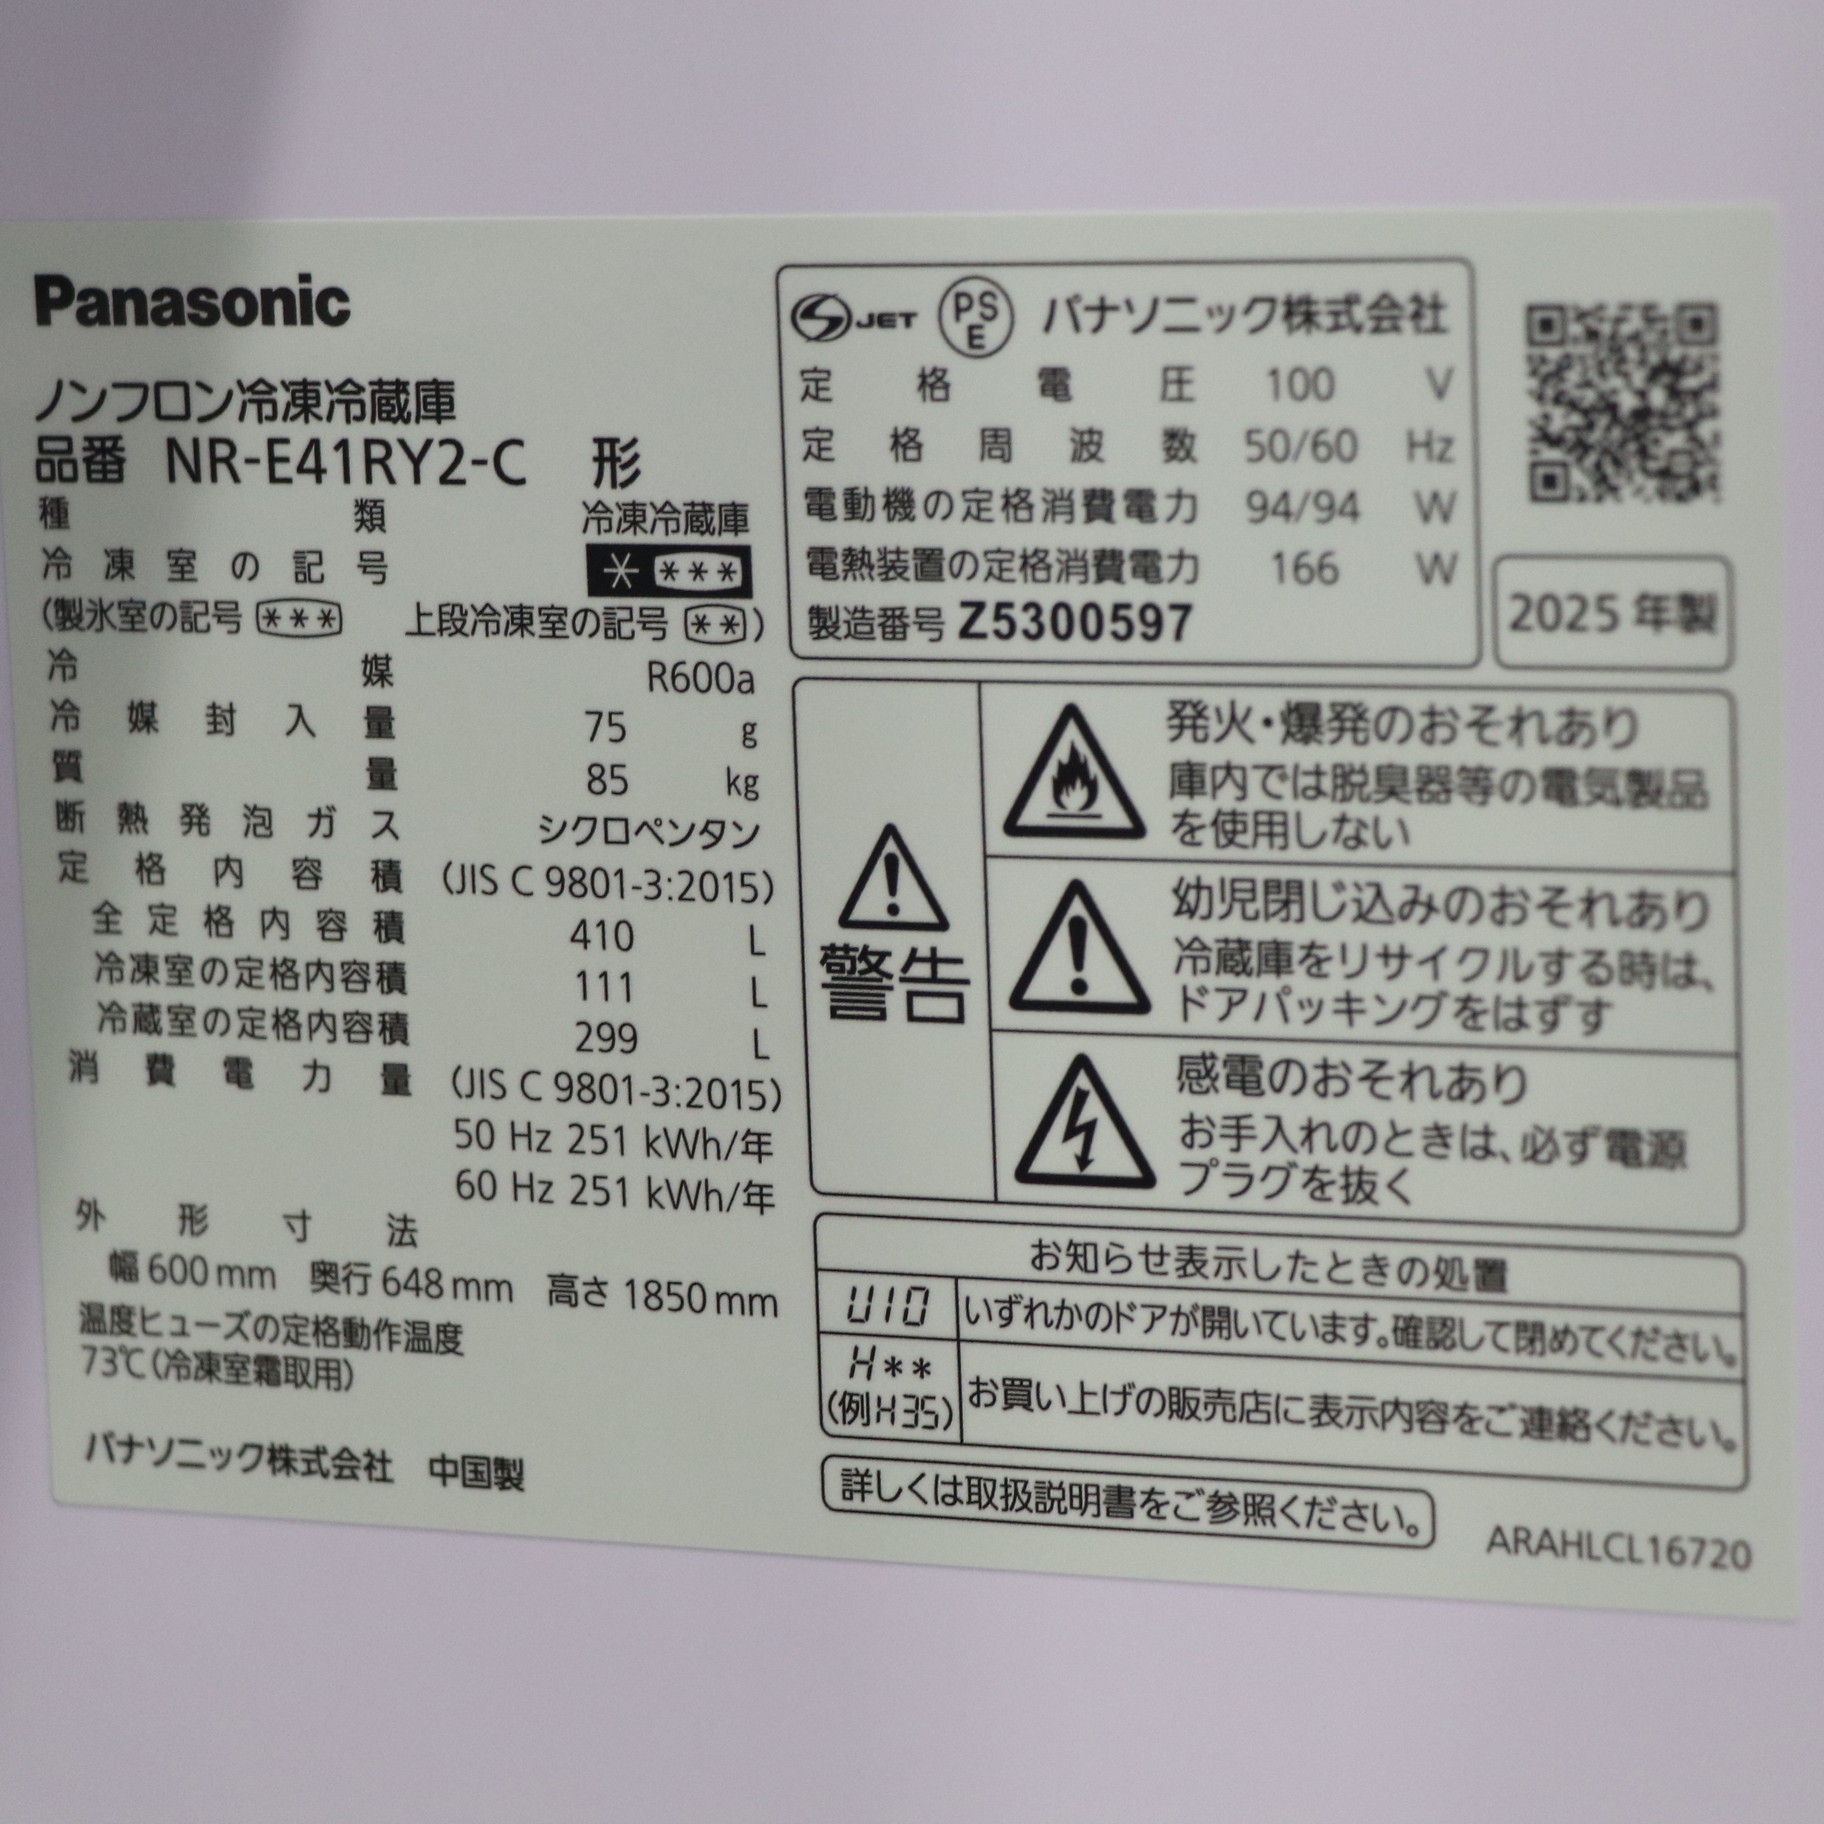 Panasonic
ノンフロン冷凍冷蔵庫
品番 NR-E41RY2-C 形
種類 冷凍冷蔵庫
冷凍室の記号 * ***
(製氷室の記号 *** 上段冷凍室の記号 **)
冷媒 R600a
冷媒封入量 75 g
質量 85 kg
断熱発泡ガス シクロペンタン
定格内容積 (JIS C 9801-3:2015)
全定格内容積 410 L
冷凍室の定格内容積 111 L
冷蔵室の定格内容積 299 L
消費電力量 (JIS C 9801-3:2015)
50 Hz 251 kWh/年
60 Hz 251 kWh/年
外形寸法
幅 600 mm 奥行 648 mm 高さ 1850 mm
温度ヒューズの定格動作温度
73℃(冷凍室霜取用)
パナソニック株式会社 中国製
JET PSE パナソニック株式会社
定格電圧 100 V
定格周波数 50/60 Hz
電動機の定格消費電力 94/94 W
電熱装置の定格消費電力 166 W
製造番号 Z5300597
2025 年製
警告
発火・爆発のおそれあり
庫内では脱臭器等の電気製品
を使用しない
幼児閉じ込みのおそれあり
冷蔵庫をリサイクルする時は、
ドアパッキングをはずす
感電のおそれあり
お手入れのときは、必ず電源
プラグを抜く
お知らせ表示したときの処置
U10 いずれかのドアが開いています。確認して閉めてください。
H**
(例H35) お買い上げの販売店に表示内容をご連絡ください。
詳しくは取扱説明書をご参照ください。
ARAHLCL16720